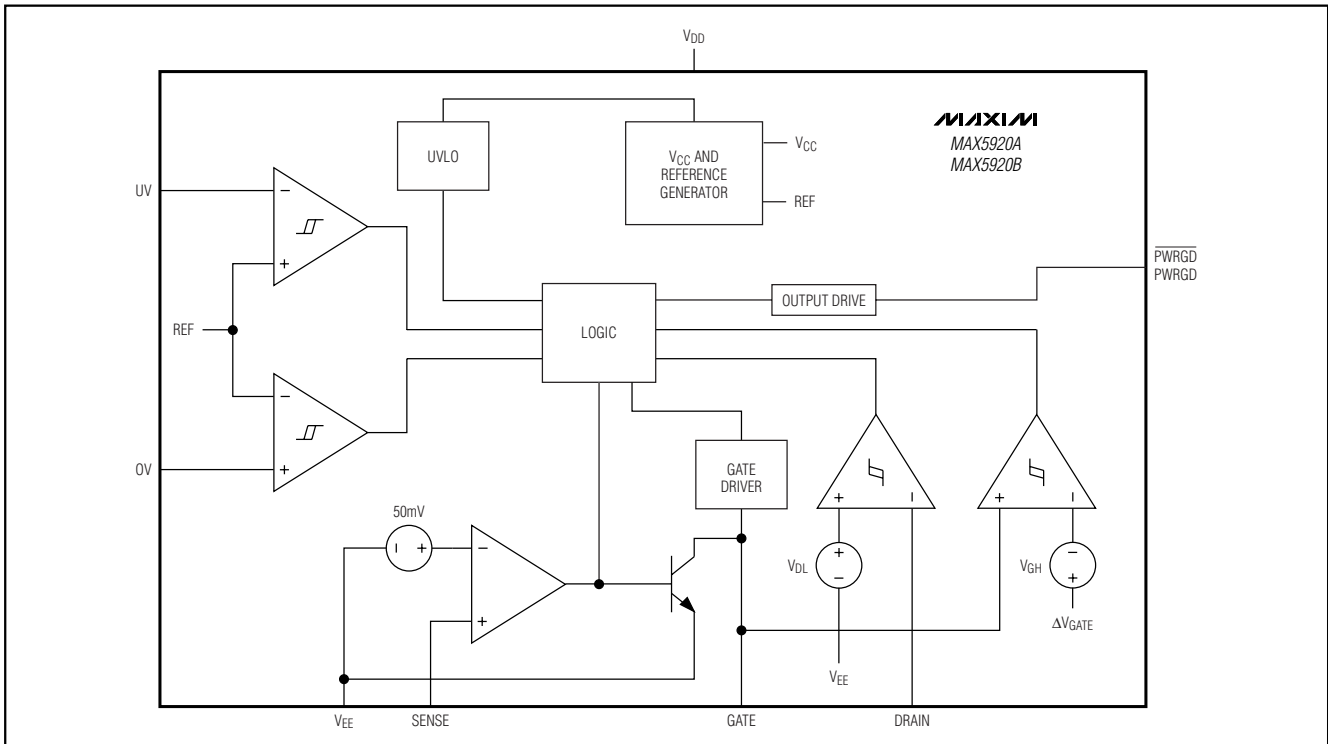 VDD
MAXIM
MAX5920A
MAX5920B
UVLO
VCC AND
REFERENCE
GENERATOR
VCC
REF
UV
−
+
PWRGD
PWRGD
OUTPUT DRIVE
REF
LOGIC
−
+
OV
GATE
DRIVER
50mV
−
+
−
+
+
−
+
−
VDL
+
−
VGH
−
+
ΔVGATE
VEE
VEE
SENSE
GATE
DRAIN